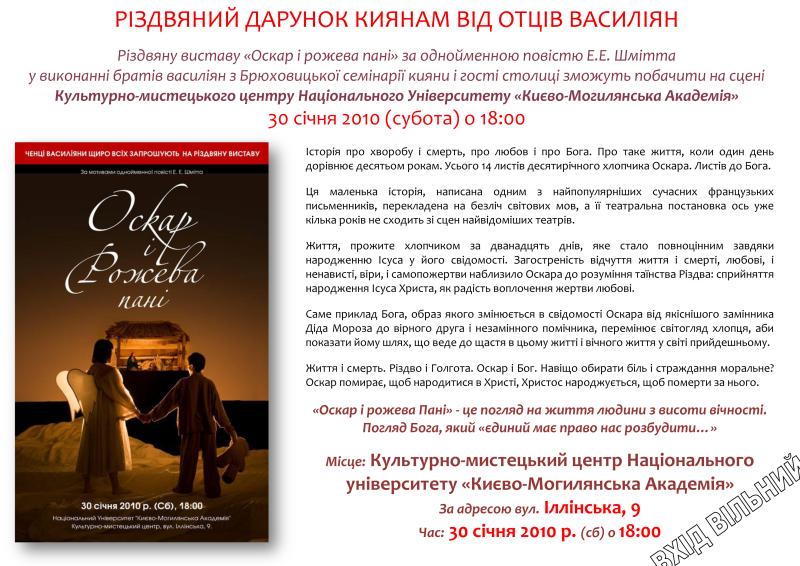 РІЗДВЯНИЙ ДАРУНОК КИЯНАМ ВІД ОТЦІВ ВАСИЛІЯН
Різдвяну виставу «Оскар і рожева пані» за однойменною повістю Е.Е. Шмітта
у виконанні братів василіян з Брюховицької семінарії кияни і гості столиці зможуть побачити на сцені
Культурно-мистецького центру Національного Університету «Києво-Могилянська Академія»
30 січня 2010 (субота) о 18:00
ЧЕНЦІ ВАСИЛІЯНИ ЩИРО ВСІХ ЗАПРОШУЮТЬ НА РІЗДВЯНУ ВИСТАВУ
За мотивами однойменної повісті Е. Е. Шмітта
Оскар
і
Рожева
пані
30 січня 2010 р. (Сб), 18:00
Національний Університет "Києво-Могилянська Академія"
Культурно-мистецький центр, вул. Іллінська, 9.
Історія про хворобу і смерть, про любов і про Бога. Про таке життя, коли один день
дорівнює десятьом рокам. Усього 14 листів десятирічного хлопчика Оскара. Листів до Бога.
Ця маленька історія, написана одним з найпопулярніших сучасних французьких
письменників, перекладена на безліч світових мов, а її театральна постановка ось уже
кілька років не сходить зі сцен найвідоміших театрів.
Життя, прожите хлопчиком за дванадцять днів, яке стало повноцінним завдяки
народженню Ісуса у його свідомості. Загостреність відчуття життя і смерті, любові, і
ненависті, віри, і самопожертви наблизило Оскара до розуміння таїнства Різдва: сприйняття
народження Ісуса Христа, як радість воплочення жертви любові.
Саме приклад Бога, образ якого змінюється в свідомості Оскара від якіснішого замінника
Діда Мороза до вірного друга і незамінного помічника, перемінює світогляд хлопця, аби
показати йому шлях, що веде до щастя в цьому житті і вічного життя у світі прийдешньому.
Життя і смерть. Різдво і Голгота. Оскар і Бог. Навіщо обирати біль і страждання моральне?
Оскар помирає, щоб народитися в Христі, Христос народжується, щоб померти за нього.
«Оскар і рожева Пані» - це погляд на життя людини з висоти вічності.
Погляд Бога, який «єдиний має право нас розбудити…»
Місце: Культурно-мистецький центр Національного
університету «Києво-Могилянська Академія»
За адресою вул. Іллінська, 9
Час: 30 січня 2010 р. (сб) о 18:00
ВХІД ВІЛЬНИЙ